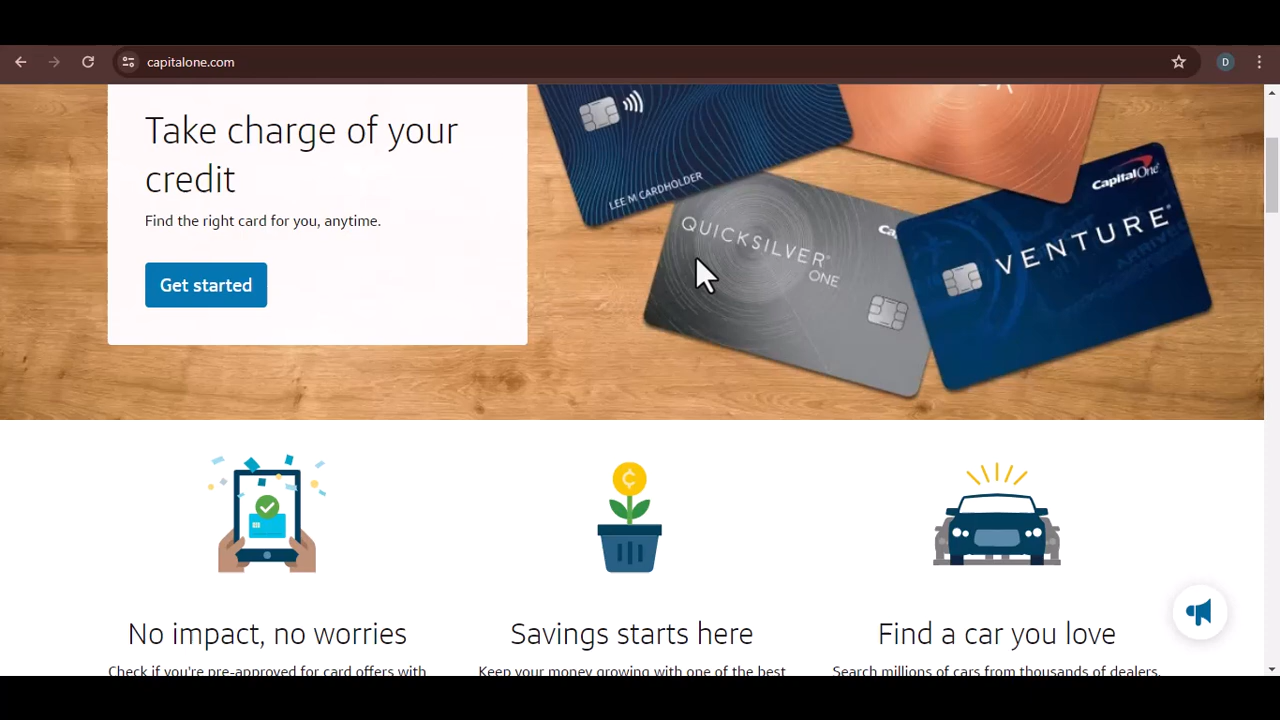 capitalone.com
D
Take charge of your
credit
Find the right card for you, anytime.
Get started
LEE M CARDHOLDER
QUICKSILVER®
ONE
Capital One
VENTURE®
¢
No impact, no worries
Savings starts here
Find a car you love
Check if you're pre-approved for card offers with
Keep your money growing with one of the best
Search millions of cars from thousands of dealers.